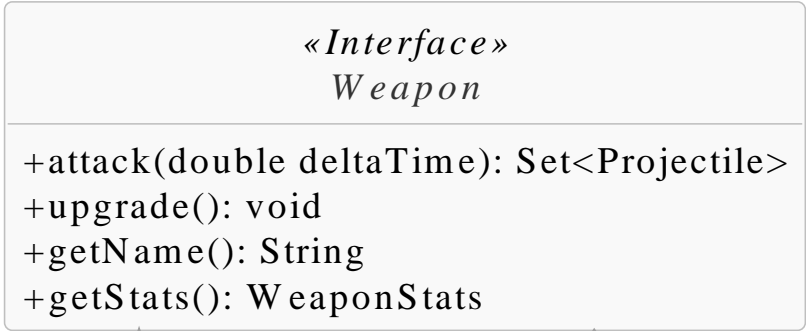 «Interface»
Weapon
+attack(double deltaTime): Set<Projectile>
+upgrade(): void
+getName(): String
+getStats(): WeaponStats